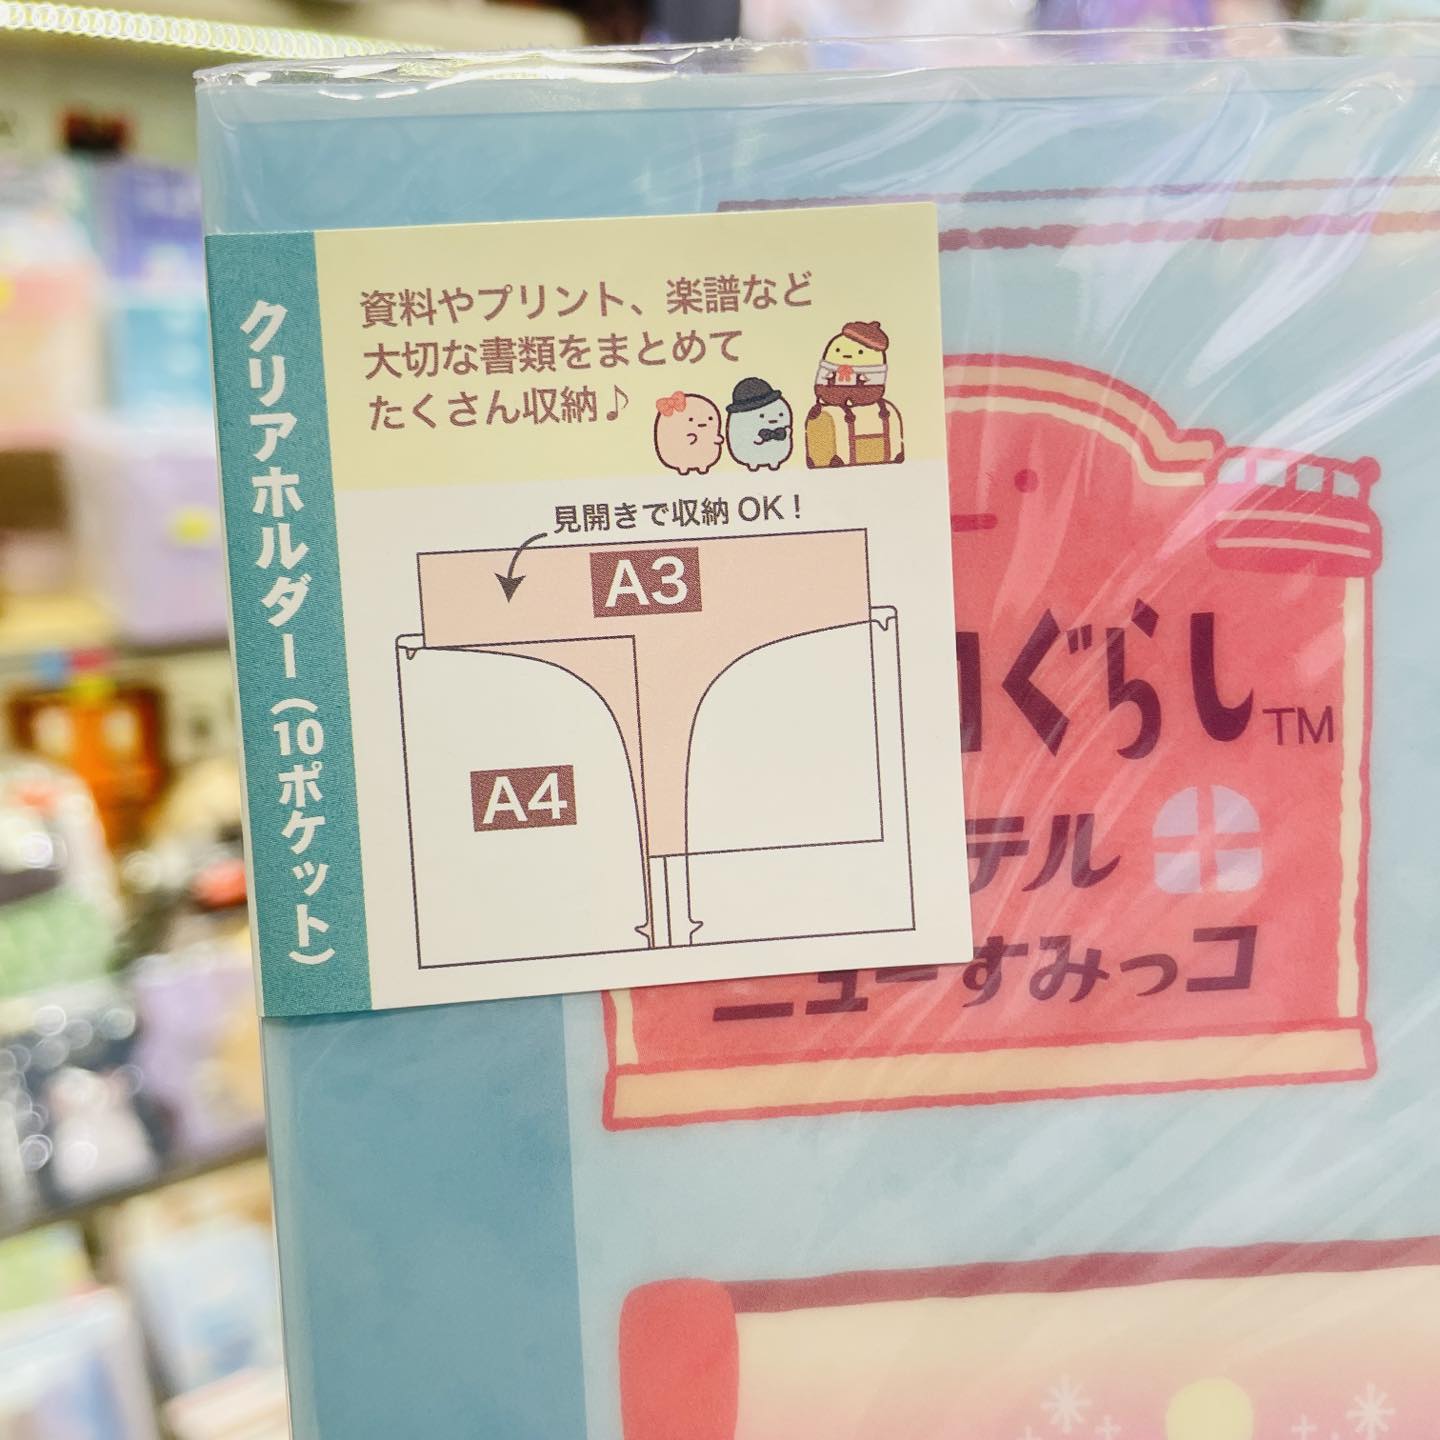 クリアホルダー(10ポケット)
資料やプリント、楽譜など
大切な書類をまとめて
たくさん収納♪
見開きで収納 OK！
A3
A4
コぐらし™
テル
ニューすみっコ